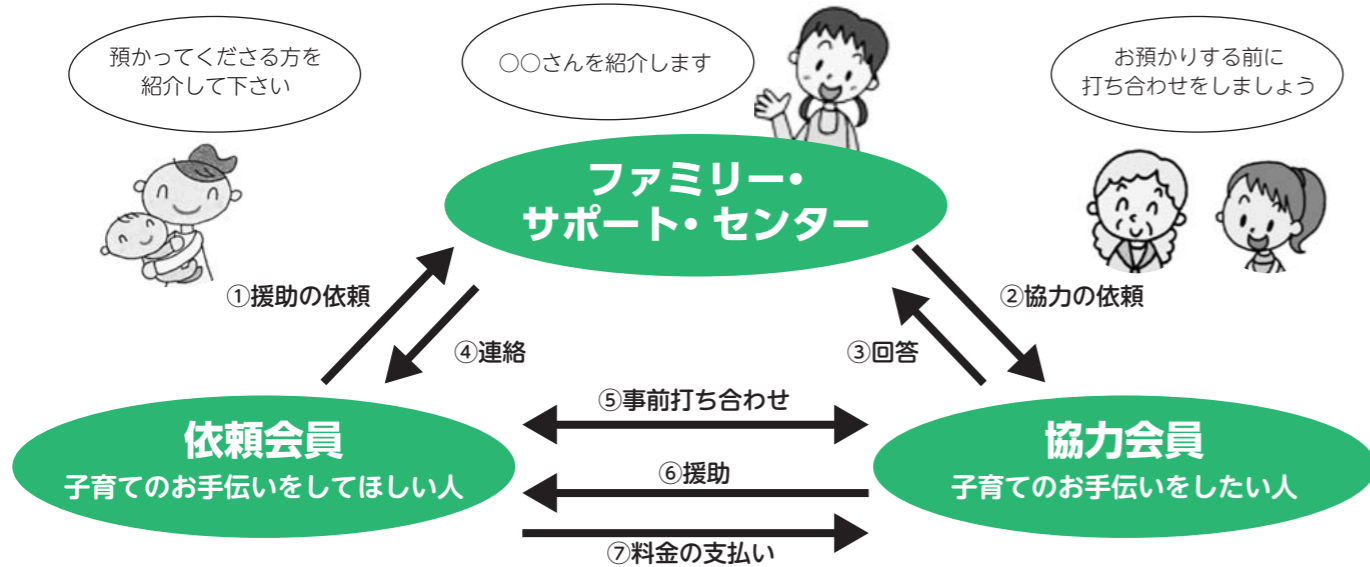 預かってくださる方を
紹介して下さい
○○さんを紹介します
お預かりする前に
打ち合わせをしましょう
ファミリー・
サポート・センター
①援助の依頼
②協力の依頼
④連絡
③回答
⑤事前打ち合わせ
依頼会員
子育てのお手伝いをしてほしい人
協力会員
子育てのお手伝いをしたい人
⑥援助
⑦料金の支払い